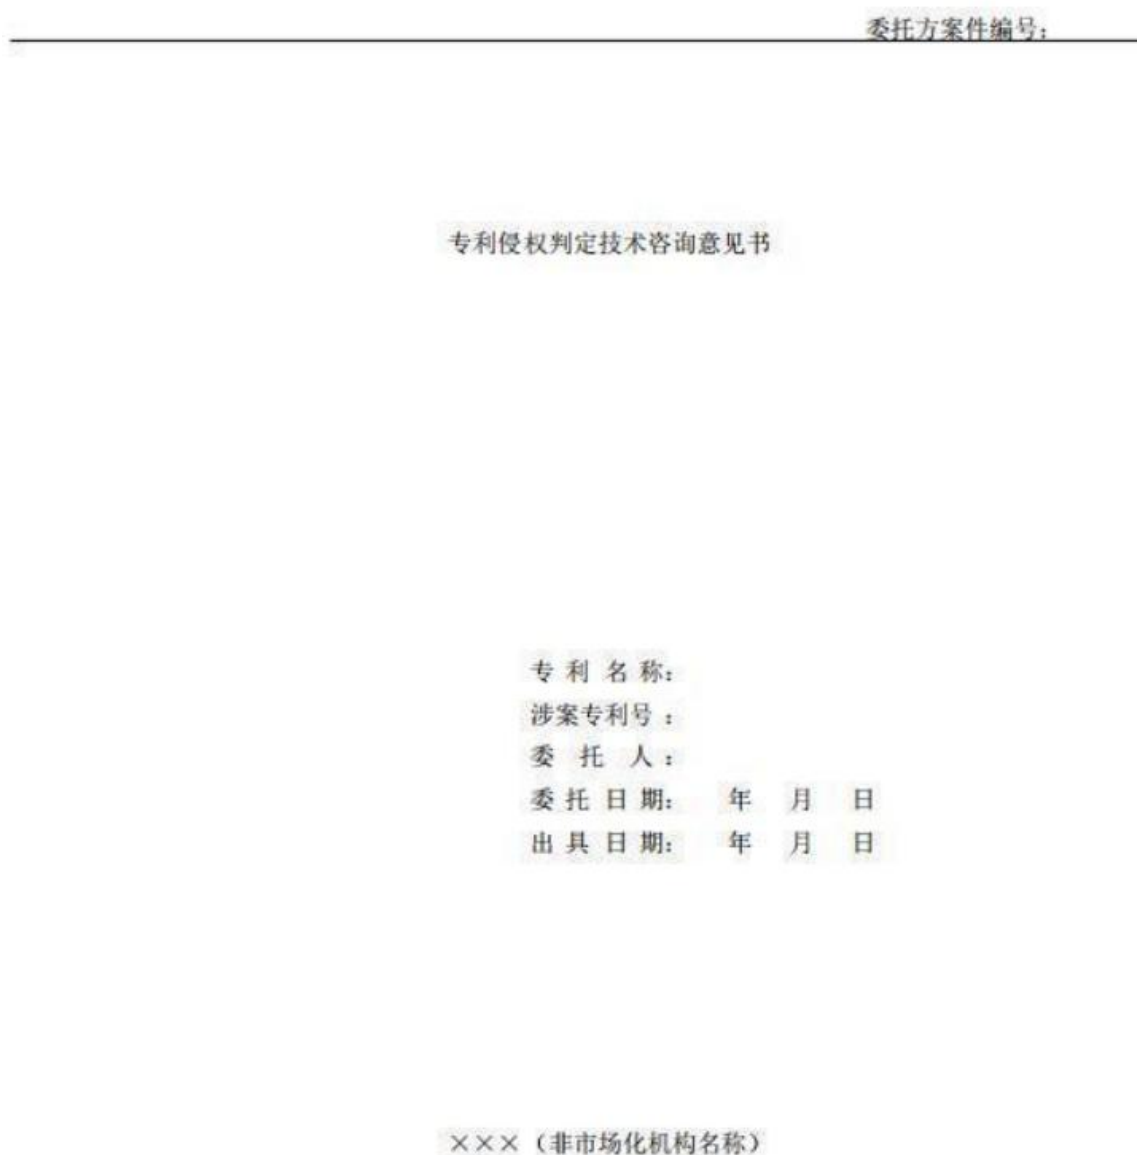 委托方案件编号：
专利侵权判定技术咨询意见书
专 利 名 称：
涉案专利号 ：
委 托 人 ：
委 托 日 期： 年 月 日
出 具 日 期： 年 月 日
×××（非市场化机构名称）